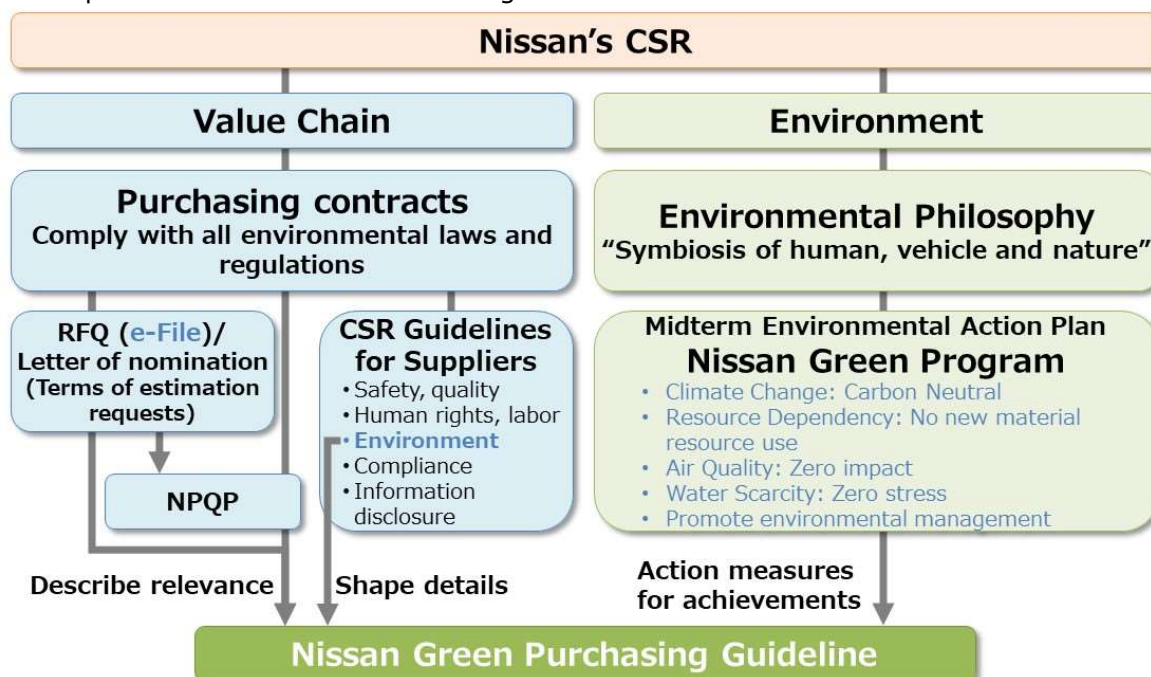 Nissan's CSR
Value Chain
Purchasing contracts
Comply with all environmental laws and
regulations
RFQ (e-File)/
Letter of nomination
(Terms of estimation
requests)
NPQP
CSR Guidelines
for Suppliers
・Safety, quality
・Human rights, labor
・Environment
・Compliance
・Information
disclosure
Describe relevance
Shape details
Environment
Environmental Philosophy
“Symbiosis of human, vehicle and nature”
Midterm Environmental Action Plan
Nissan Green Program
• Climate Change: Carbon Neutral
• Resource Dependency: No new material
resource use
• Air Quality: Zero impact
• Water Scarcity: Zero stress
• Promote environmental management
Action measures
for achievements
Nissan Green Purchasing Guideline